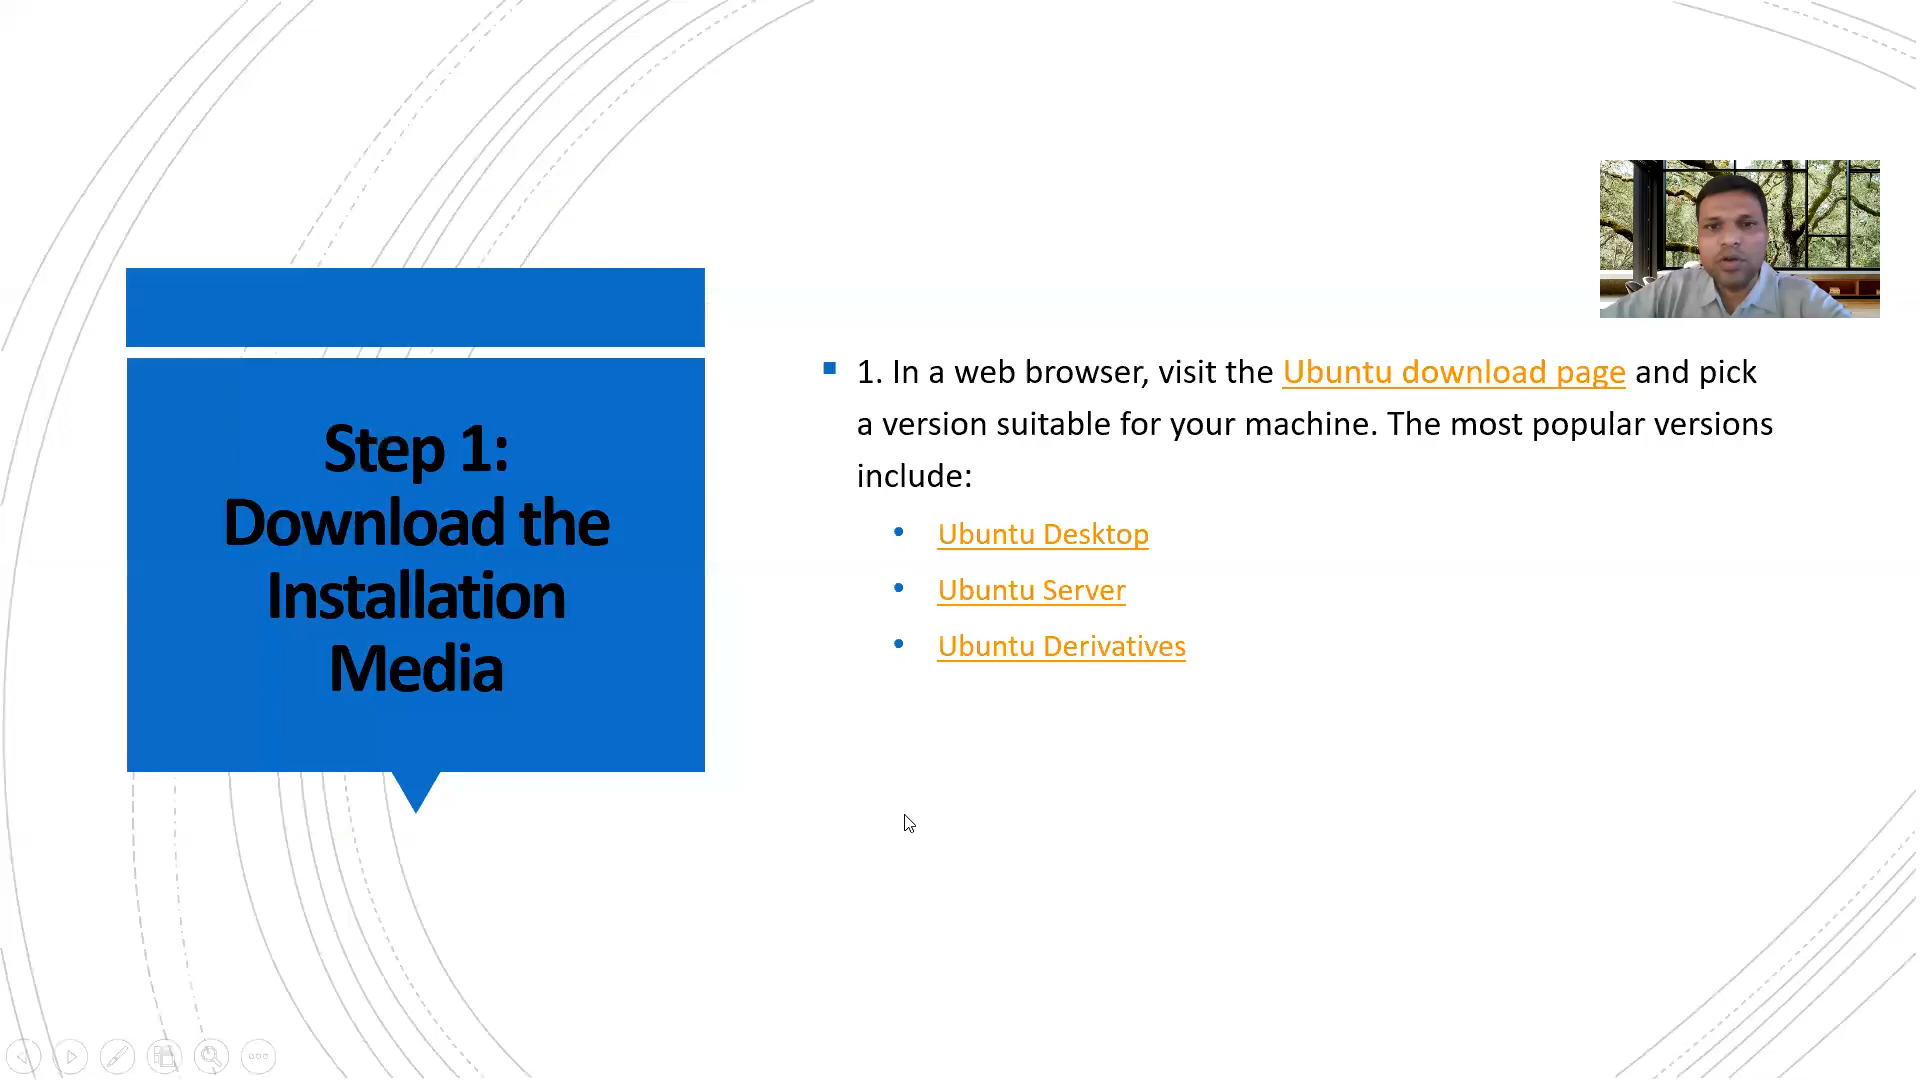 Step 1:
Download the
Installation
Media
1. In a web browser, visit the Ubuntu download page and pick
a version suitable for your machine. The most popular versions
include:
Ubuntu Desktop
Ubuntu Server
Ubuntu Derivatives